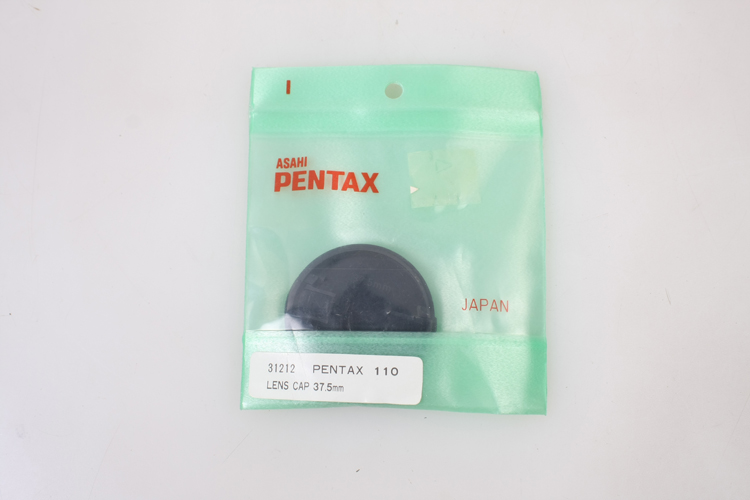 I
ASAHI
PENTAX
JAPAN
31212 PENTAX 110
LENS CAP 37.5mm